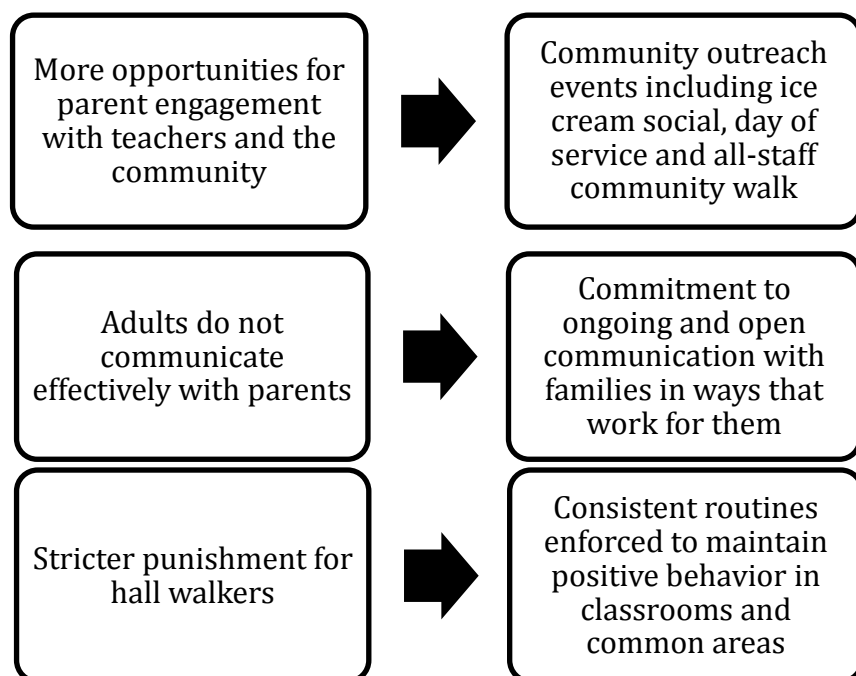 More opportunities for
parent engagement
with teachers and the
community
Community outreach
events including ice
cream social, day of
service and all-staff
community walk
Adults do not
communicate
effectively with parents
Commitment to
ongoing and open
communication with
families in ways that
work for them
Stricter punishment for
hall walkers
Consistent routines
enforced to maintain
positive behavior in
classrooms and
common areas